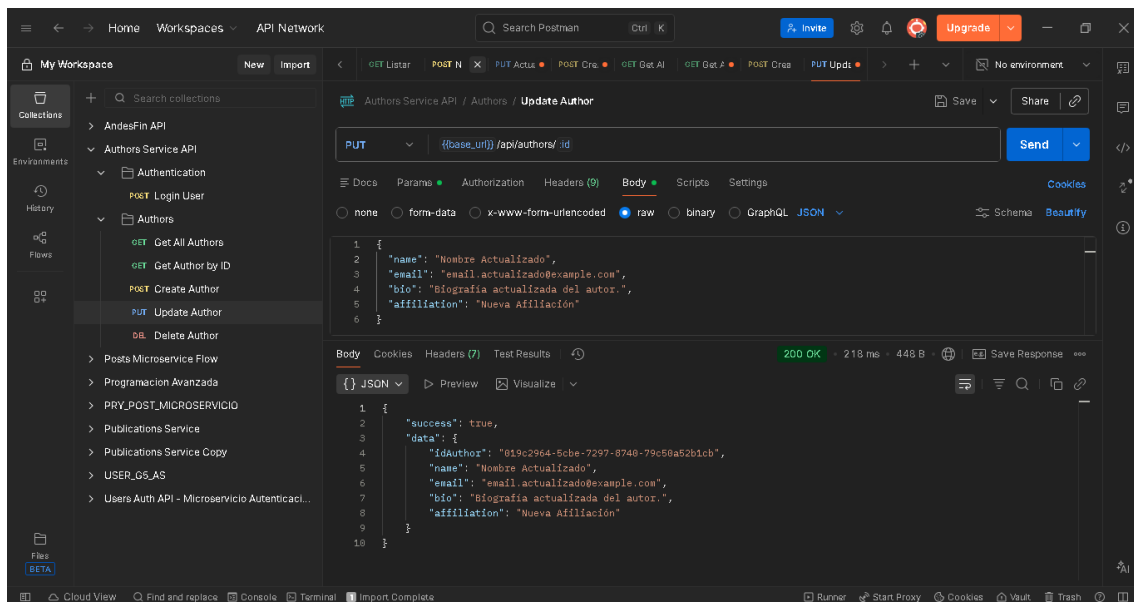 Home Workspaces API Network Search Postman Ctrl K Invite Upgrade
My Workspace New Import GET Listar POST N PUT Actua POST Cre. GET Get Al GET Get A POST Crea PUT Upda No environment
Collections
Environments
History
Flows
Files
BETA
Search collections
AndesFin API
Authors Service API
Authentication
POST Login User
Authors
GET Get All Authors
GET Get Author by ID
POST Create Author
PUT Update Author
DEL Delete Author
Posts Microservice Flow
Programacion Avanzada
PRY_POST_MICROSERVICIO
Publications Service
Publications Service Copy
USER_G5_AS
Users Auth API - Microservicio Autenticaci...
HTTP Authors Service API / Authors / Update Author Save Share
PUT {{base_url}} /api/authors/ :id Send
Docs Params Authorization Headers (9) Body Scripts Settings Cookies
none form-data x-www-form-urlencoded raw binary GraphQL JSON Schema Beautify
1 {
2 "name": "Nombre Actualizado",
3 "email": "email.actualizado@example.com",
4 "bio": "Biografía actualizada del autor.",
5 "affiliation": "Nueva Afiliación"
6 }
Body Cookies Headers (7) Test Results 200 OK 218 ms 448 B Save Response
{} JSON Preview Visualize
1 {
2 "success": true,
3 "data": {
4 "idAuthor": "019c2964-5cbe-7297-8740-79c50a52b1cb",
5 "name": "Nombre Actualizado",
6 "email": "email.actualizado@example.com",
7 "bio": "Biografía actualizada del autor.",
8 "affiliation": "Nueva Afiliación"
9 }
10 }
Cloud View Find and replace Console Terminal 1 Import Complete Runner Start Proxy Cookies Vault Trash
AI